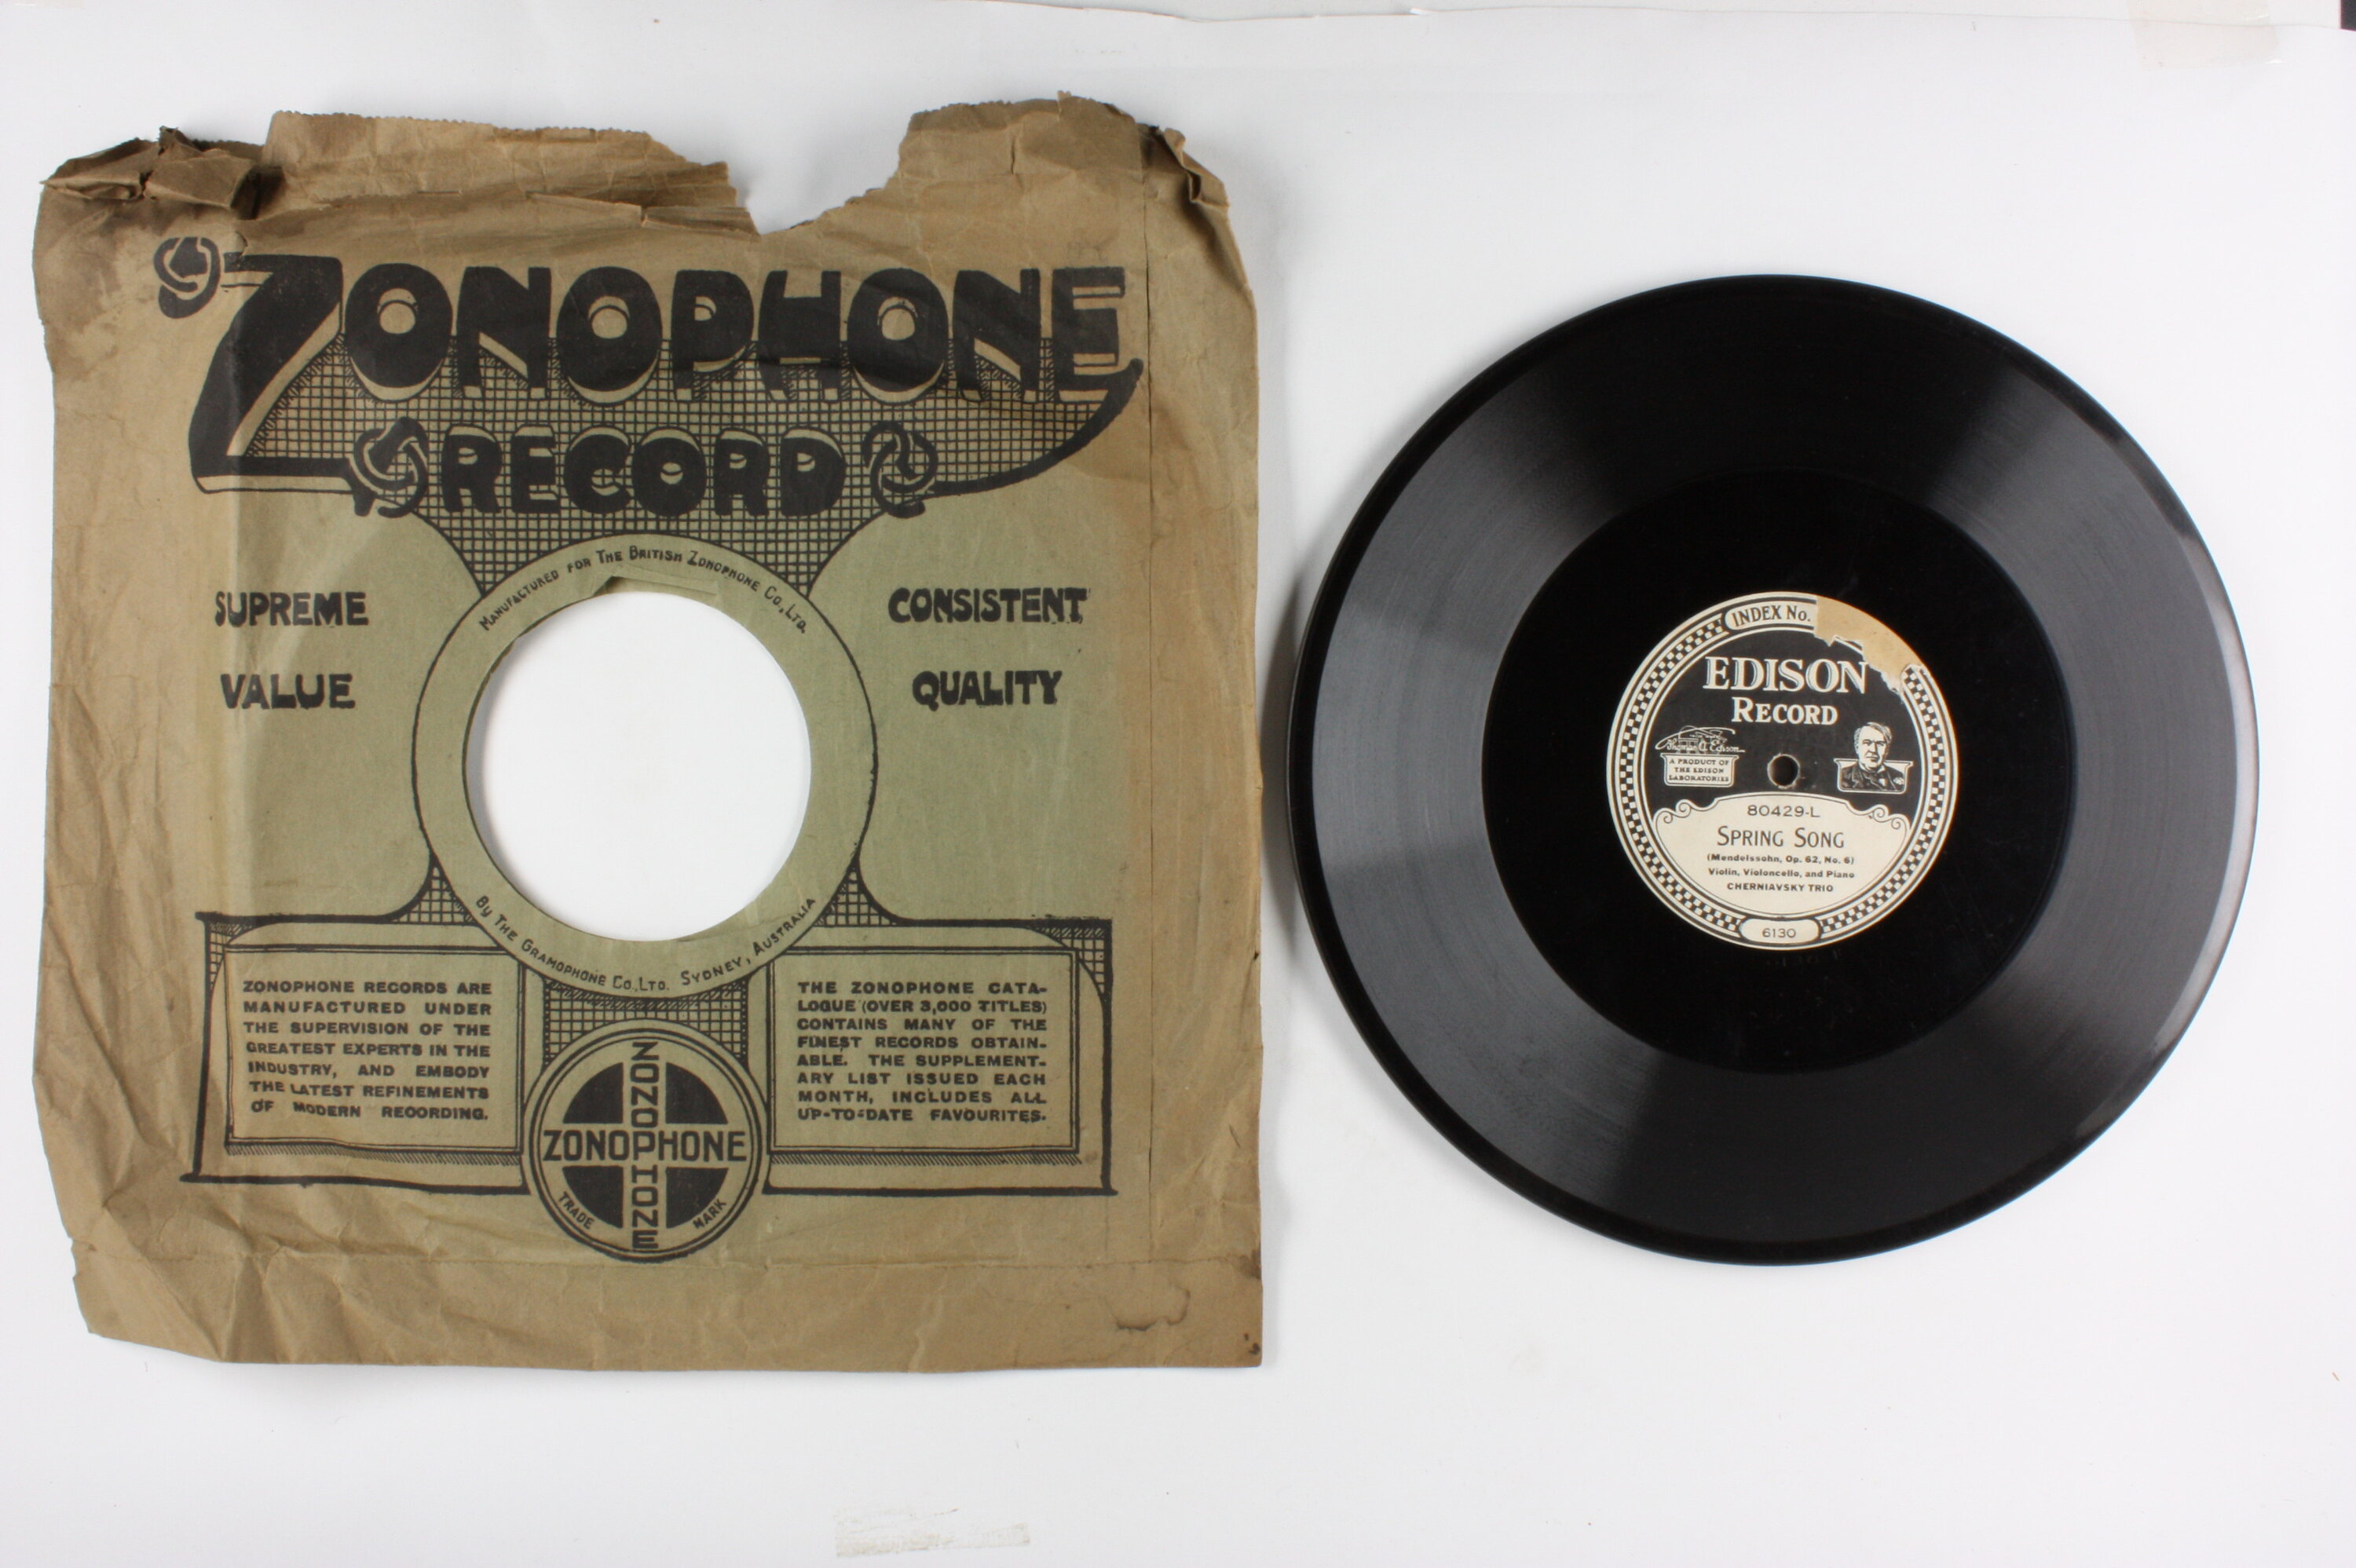 ZONOPHONE
RECORD
MANUFACTURED FOR THE BRITISH ZONOPHONE CO., LTD.
SUPREME
VALUE
CONSISTENT
QUALITY
By THE GRAMOPHONE CO., LTD. SYDNEY, AUSTRALIA
ZONOPHONE RECORDS ARE
MANUFACTURED UNDER
THE SUPERVISION OF THE
GREATEST EXPERTS IN THE
INDUSTRY, AND EMBODY
THE LATEST REFINEMENTS
OF MODERN RECORDING.
THE ZONOPHONE CATA-
LOGUE (OVER 3,000 TITLES)
CONTAINS MANY OF THE
FINEST RECORDS OBTAIN-
ABLE. THE SUPPLEMENT-
ARY LIST ISSUED EACH
MONTH, INCLUDES ALL
UP-TO-DATE FAVOURITES.
ZONOPHONE
ZONOPHONE
TRADE MARK
INDEX No.
EDISON
RECORD
Thomas A. Edison
A PRODUCT OF
THE EDISON
LABORATORIES
80429-L
SPRING SONG
(Mendelssohn, Op. 62, No. 6)
Violin, Violoncello, and Piano
CHERNIAVSKY TRIO
6130